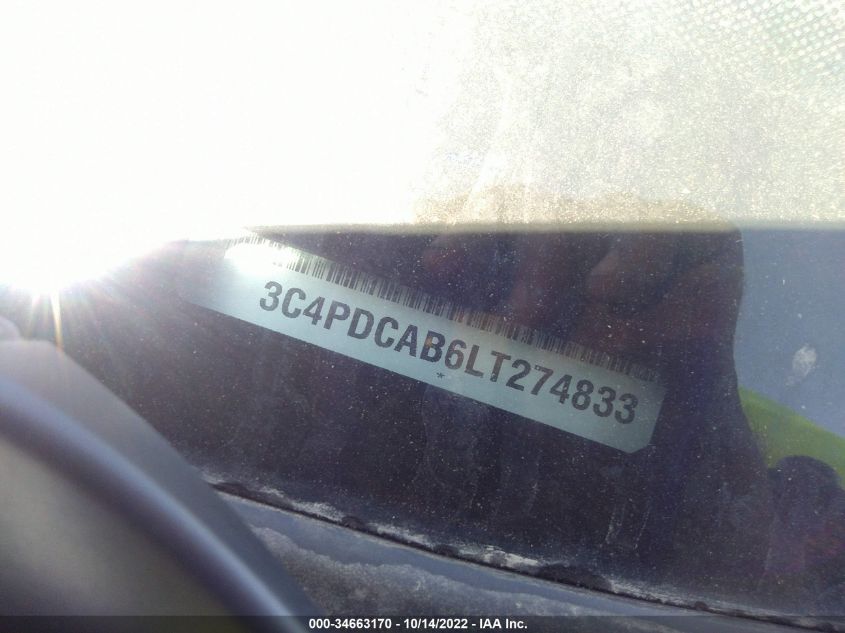 3C4PDCAB6LT274833
*
000-34663170 - 10/14/2022 - IAA Inc.